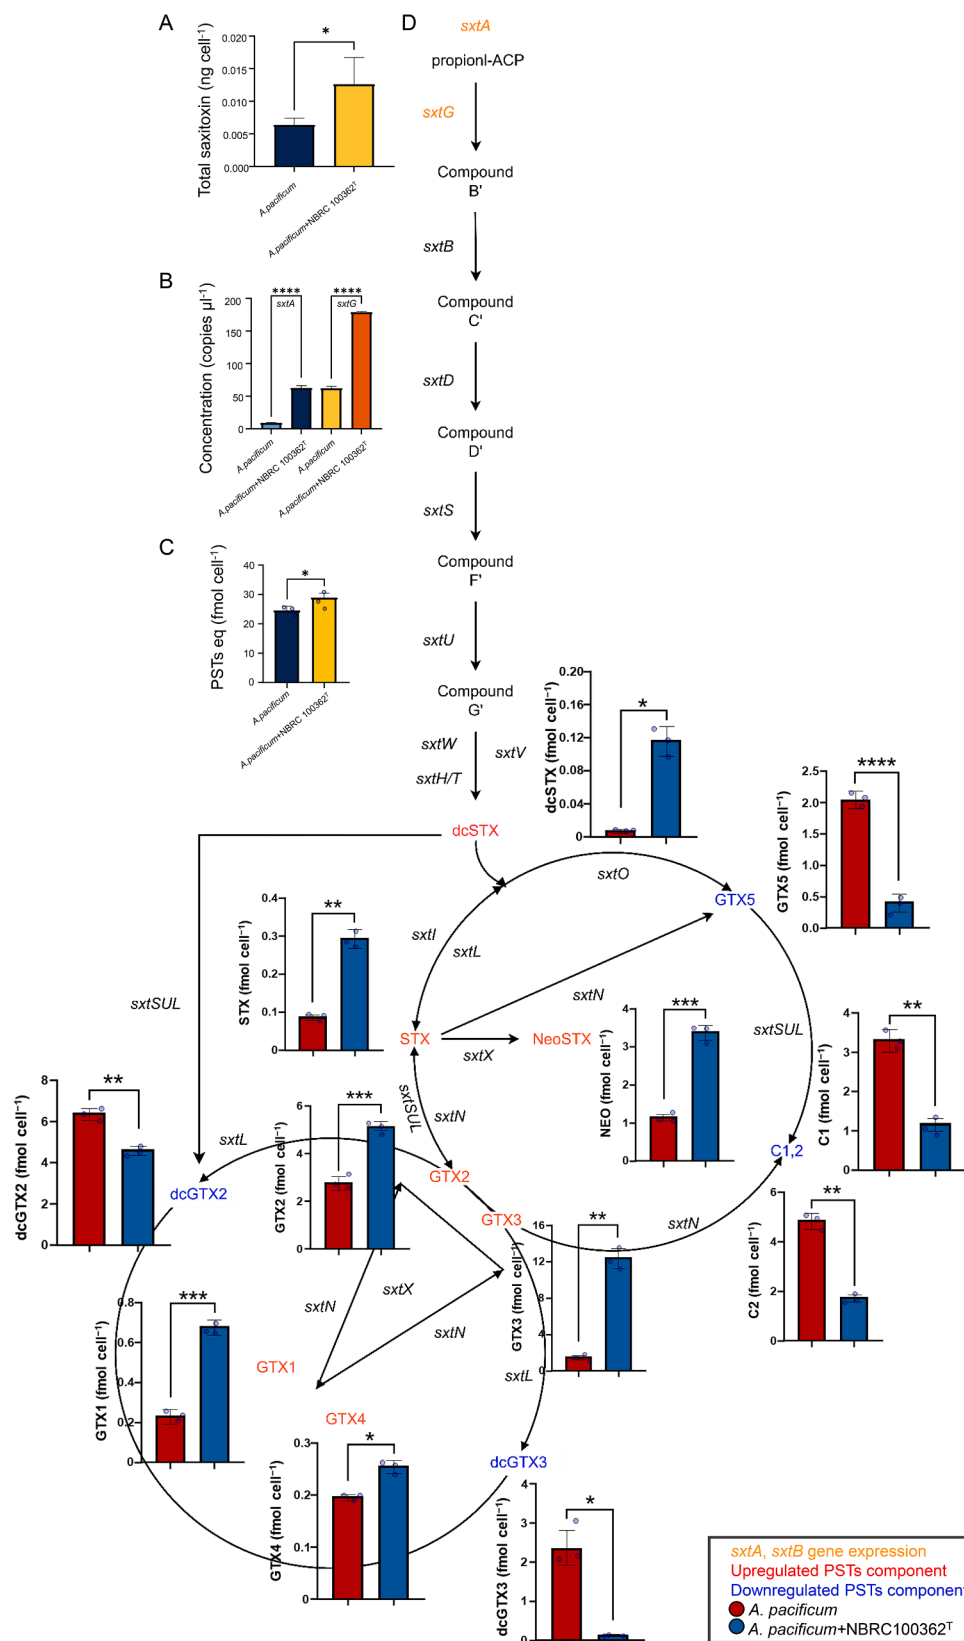 A
Total saxitoxin (ng cell⁻¹)
0.020
0.015
0.010
0.005
0.000
*
A.pacificum
A.pacificum+NBRC 100362ᵀ
B
Concentration (copies µl⁻¹)
200
150
100
50
0
****
sxtA
****
sxtG
A.pacificum
A.pacificum+NBRC 100362ᵀ
A.pacificum
A.pacificum+NBRC 100362ᵀ
C
PSTs eq (fmol cell⁻¹)
40
30
20
10
0
*
A.pacificum
A.pacificum+NBRC 100362ᵀ
D
sxtA
propionl-ACP
sxtG
Compound
B'
sxtB
Compound
C'
sxtD
Compound
D'
sxtS
Compound
F'
sxtU
Compound
G'
sxtW
sxtV
sxtH/T
dcSTX
dcSTX (fmol cell⁻¹)
0.20
0.16
0.12
0.08
0.04
0
*
GTX5 (fmol cell⁻¹)
2.5
2.0
1.5
1.0
0.5
0.0
****
sxtO
GTX5
STX (fmol cell⁻¹)
0.4
0.3
0.2
0.1
0
**
sxtI
sxtL
sxtSUL
sxtN
STX
sxtX
NeoSTX
NEO (fmol cell⁻¹)
4
3
2
1
0
***
sxtSUL
C1 (fmol cell⁻¹)
4
3
2
1
0
**
dcGTX2 (fmol cell⁻¹)
8
6
4
2
0
**
sxtL
dcGTX2
GTX2 (fmol cell⁻¹)
6
4
2
0
***
sxtSUL
sxtN
GTX2
GTX3
C1,2
sxtN
C2 (fmol cell⁻¹)
6
4
2
0
**
GTX3 (fmol cell⁻¹)
16
12
8
4
0
**
sxtN
sxtX
sxtN
GTX1 (fmol cell⁻¹)
0.8
0.6
0.4
0.2
0
***
GTX1
GTX4
sxtL
GTX4 (fmol cell⁻¹)
0.3
0.2
0.1
0
*
dcGTX3
dcGTX3 (fmol cell⁻¹)
4
3
2
1
0
*
sxtA, sxtB gene expression
Upregulated PSTs component
Downregulated PSTs component
A. pacificum
A. pacificum+NBRC100362ᵀ